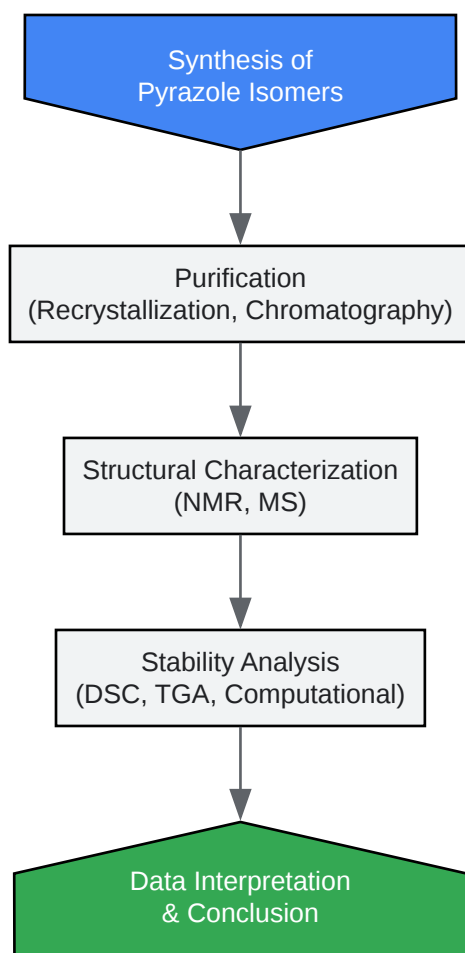 Synthesis of
Pyrazole Isomers
Purification
(Recrystallization, Chromatography)
Structural Characterization
(NMR, MS)
Stability Analysis
(DSC, TGA, Computational)
Data Interpretation
& Conclusion